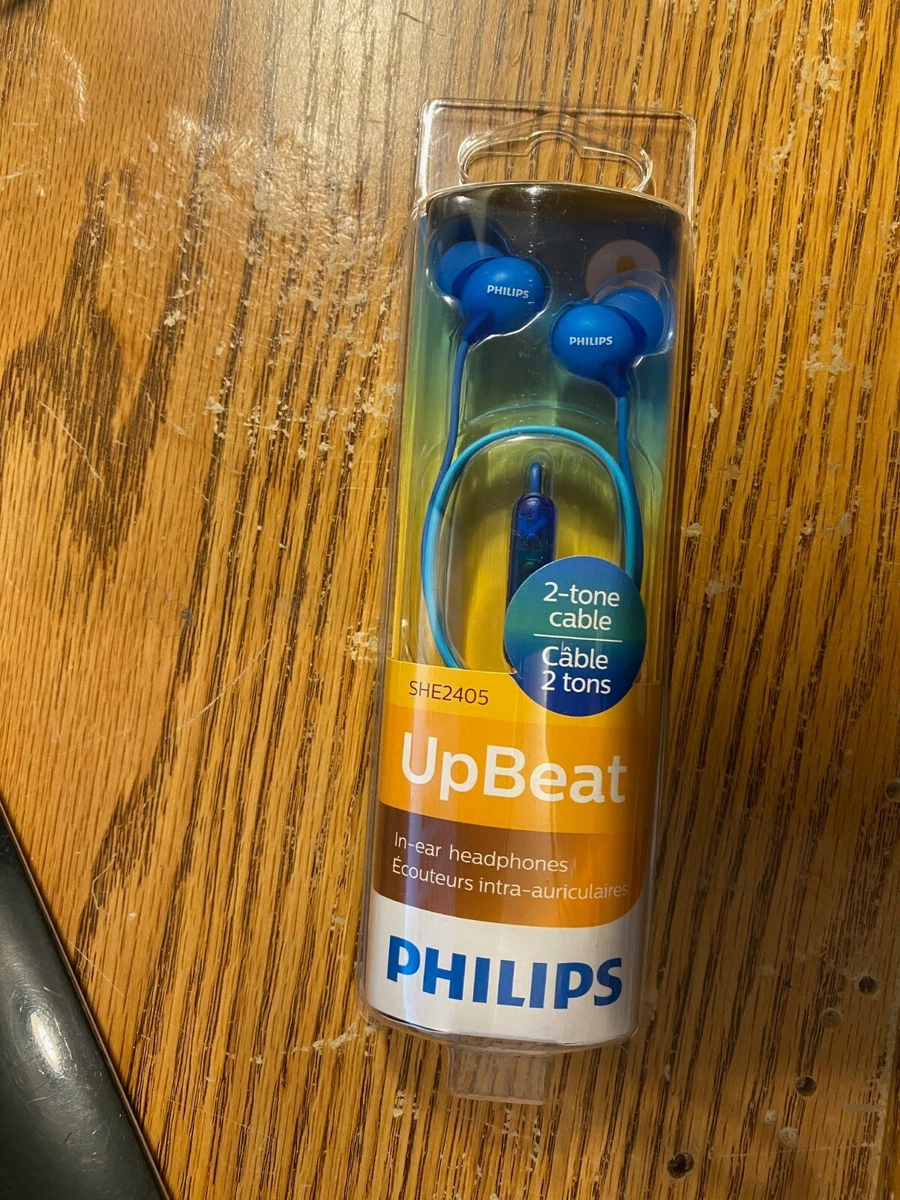 PHILIPS
PHILIPS
2-tone
cable
Câble
2 tons
SHE2405
UpBeat
In-ear headphones
Écouteurs intra-auriculaires
PHILIPS